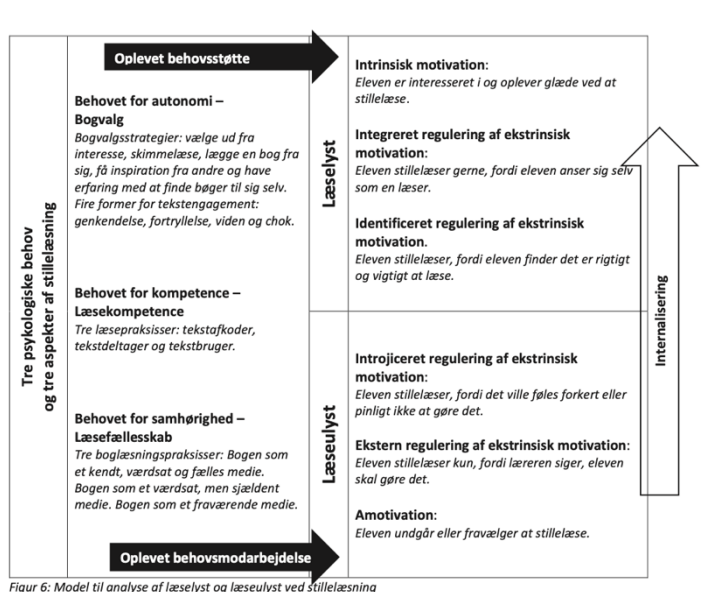 Tre psykologiske behov
og tre aspekter af stillelæsning
Oplevet behovsstøtte
Behovet for autonomi –
Bogvalg
Bogvalgsstrategier: vælge ud fra
interesse, skimmelæse, lægge en bog fra
sig, få inspiration fra andre og have
erfaring med at finde bøger til sig selv.
Fire former for tekstengagement:
genkendelse, fortryllelse, viden og chok.
Behovet for kompetence –
Læsekompetence
Tre læsepraksisser: tekstafkoder,
tekstdeltager og tekstbruger.
Behovet for samhørighed –
Læsefællesskab
Tre boglæsningspraksisser: Bogen som
et kendt, værdsat og fælles medie.
Bogen som et værdsat, men sjældent
medie. Bogen som et fraværende medie.
Oplevet behovsmodarbejdelse
Læselyst
Intrinsisk motivation:
Eleven er interesseret i og oplever glæde ved at
stillelæse.
Integreret regulering af ekstrinsisk
motivation:
Eleven stillelæser gerne, fordi eleven anser sig selv
som en læser.
Identificeret regulering af ekstrinsisk
motivation.
Eleven stillelæser, fordi eleven finder det er rigtigt
og vigtigt at læse.
Læseulyst
Introjiceret regulering af ekstrinsisk
motivation:
Eleven stillelæser, fordi det ville føles forkert eller
pinligt ikke at gøre det.
Ekstern regulering af ekstrinsisk motivation:
Eleven stillelæser kun, fordi læreren siger, eleven
skal gøre det.
Amotivation:
Eleven undgår eller fravælger at stillelæse.
Internalisering
Figur 6: Model til analyse af læselyst og læseulyst ved stillelæsning